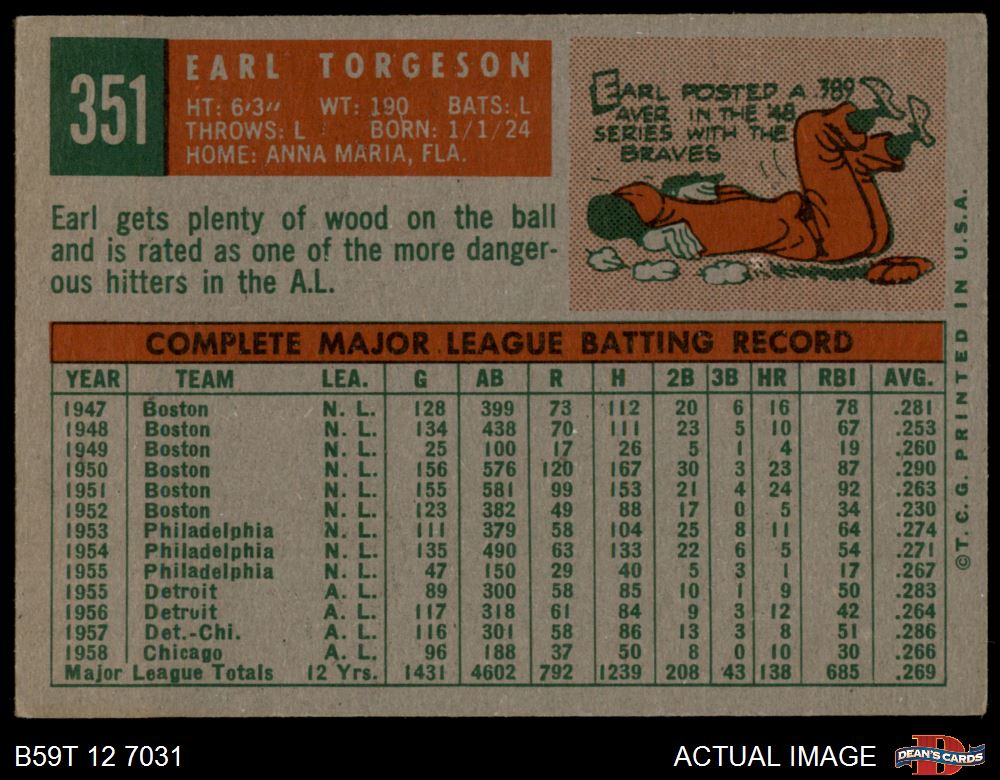 351
EARL TORGESON
HT: 6'3" WT: 190 BATS: L
THROWS: L BORN: 1/1/24
HOME: ANNA MARIA, FLA.
EARL POSTED A 389
AVER. IN THE '48
SERIES WITH THE
BRAVES
Earl gets plenty of wood on the ball
and is rated as one of the more danger-
ous hitters in the A.L.
COMPLETE MAJOR LEAGUE BATTING RECORD
YEAR TEAM LEA. G AB R H 2B 3B HR RBI AVG.
1947 Boston N. L. 128 399 73 112 20 6 16 78 .281
1948 Boston N. L. 134 438 70 111 23 5 10 67 .253
1949 Boston N. L. 25 100 17 26 5 1 4 19 .260
1950 Boston N. L. 156 576 120 167 30 3 23 87 .290
1951 Boston N. L. 155 581 99 153 21 4 24 92 .263
1952 Boston N. L. 123 382 49 88 17 0 5 34 .230
1953 Philadelphia N. L. 111 379 58 104 25 8 11 64 .274
1954 Philadelphia N. L. 135 490 63 133 22 6 5 54 .271
1955 Philadelphia N. L. 47 150 29 40 5 3 1 17 .267
1955 Detroit A. L. 89 300 58 85 10 1 9 50 .283
1956 Detruit A. L. 117 318 61 84 9 3 12 42 .264
1957 Det.-Chi. A. L. 116 301 58 86 13 3 8 51 .286
1958 Chicago A. L. 96 188 37 50 8 0 10 30 .266
Major League Totals 12 Yrs. 1431 4602 792 1239 208 43 138 685 .269
©T. C. G. PRINTED IN U.S.A.
B59T 12 7031
ACTUAL IMAGE
D
DEAN'S CARDS